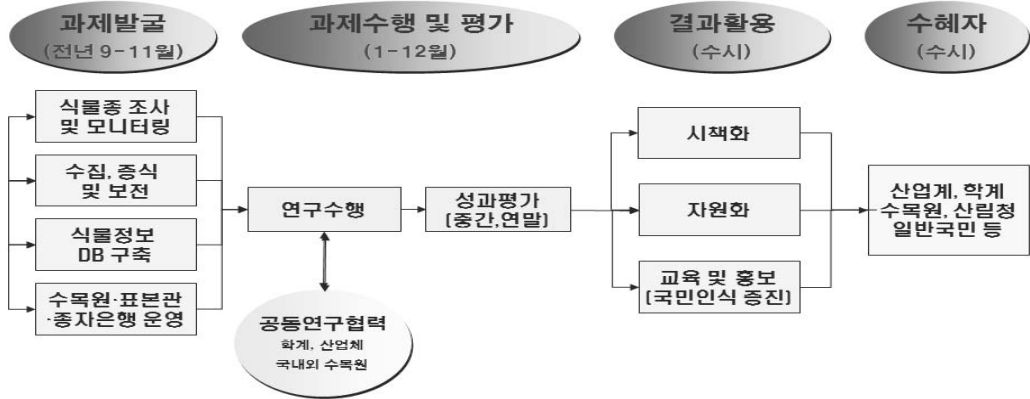 과제발굴
(전년 9-11월)
과제수행 및 평가
(1-12월)
결과활용
(수시)
수혜자
(수시)
식물종 조사
및 모니터링
수집, 증식
및 보전
식물정보
DB 구축
수목원·표본관
·종자은행 운영
연구수행
공동연구협력
학계, 산업체
국내외 수목원
성과평가
(중간,연말)
시책화
자원화
교육 및 홍보
(국민인식 증진)
산업계, 학계
수목원, 산림청
일반국민 등